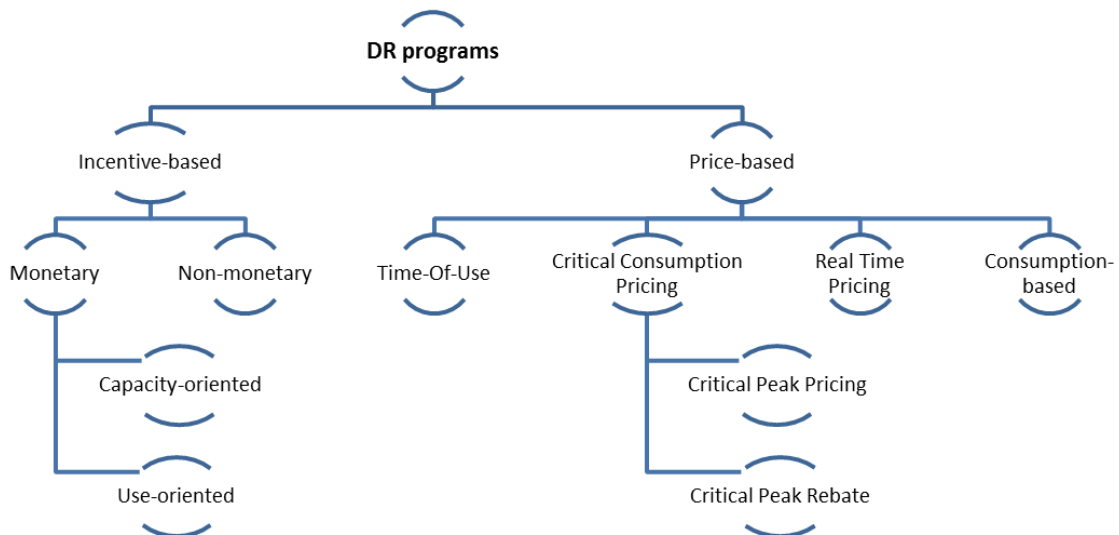 DR programs
Incentive-based
Price-based
Monetary
Non-monetary
Time-Of-Use
Critical Consumption
Pricing
Real Time
Pricing
Consumption-
based
Capacity-oriented
Critical Peak Pricing
Use-oriented
Critical Peak Rebate